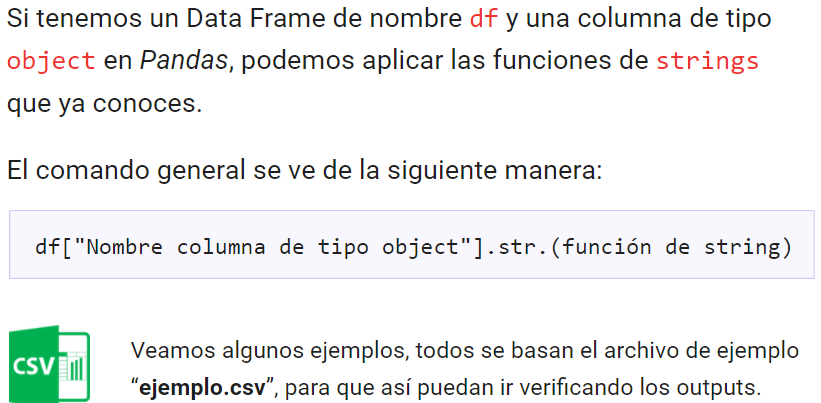 Si tenemos un Data Frame de nombre df y una columna de tipo
object en Pandas, podemos aplicar las funciones de strings
que ya conoces.
El comando general se ve de la siguiente manera:
df["Nombre columna de tipo object"].str.(función de string)
CSV
Veamos algunos ejemplos, todos se basan el archivo de ejemplo
“ejemplo.csv”, para que así puedan ir verificando los outputs.